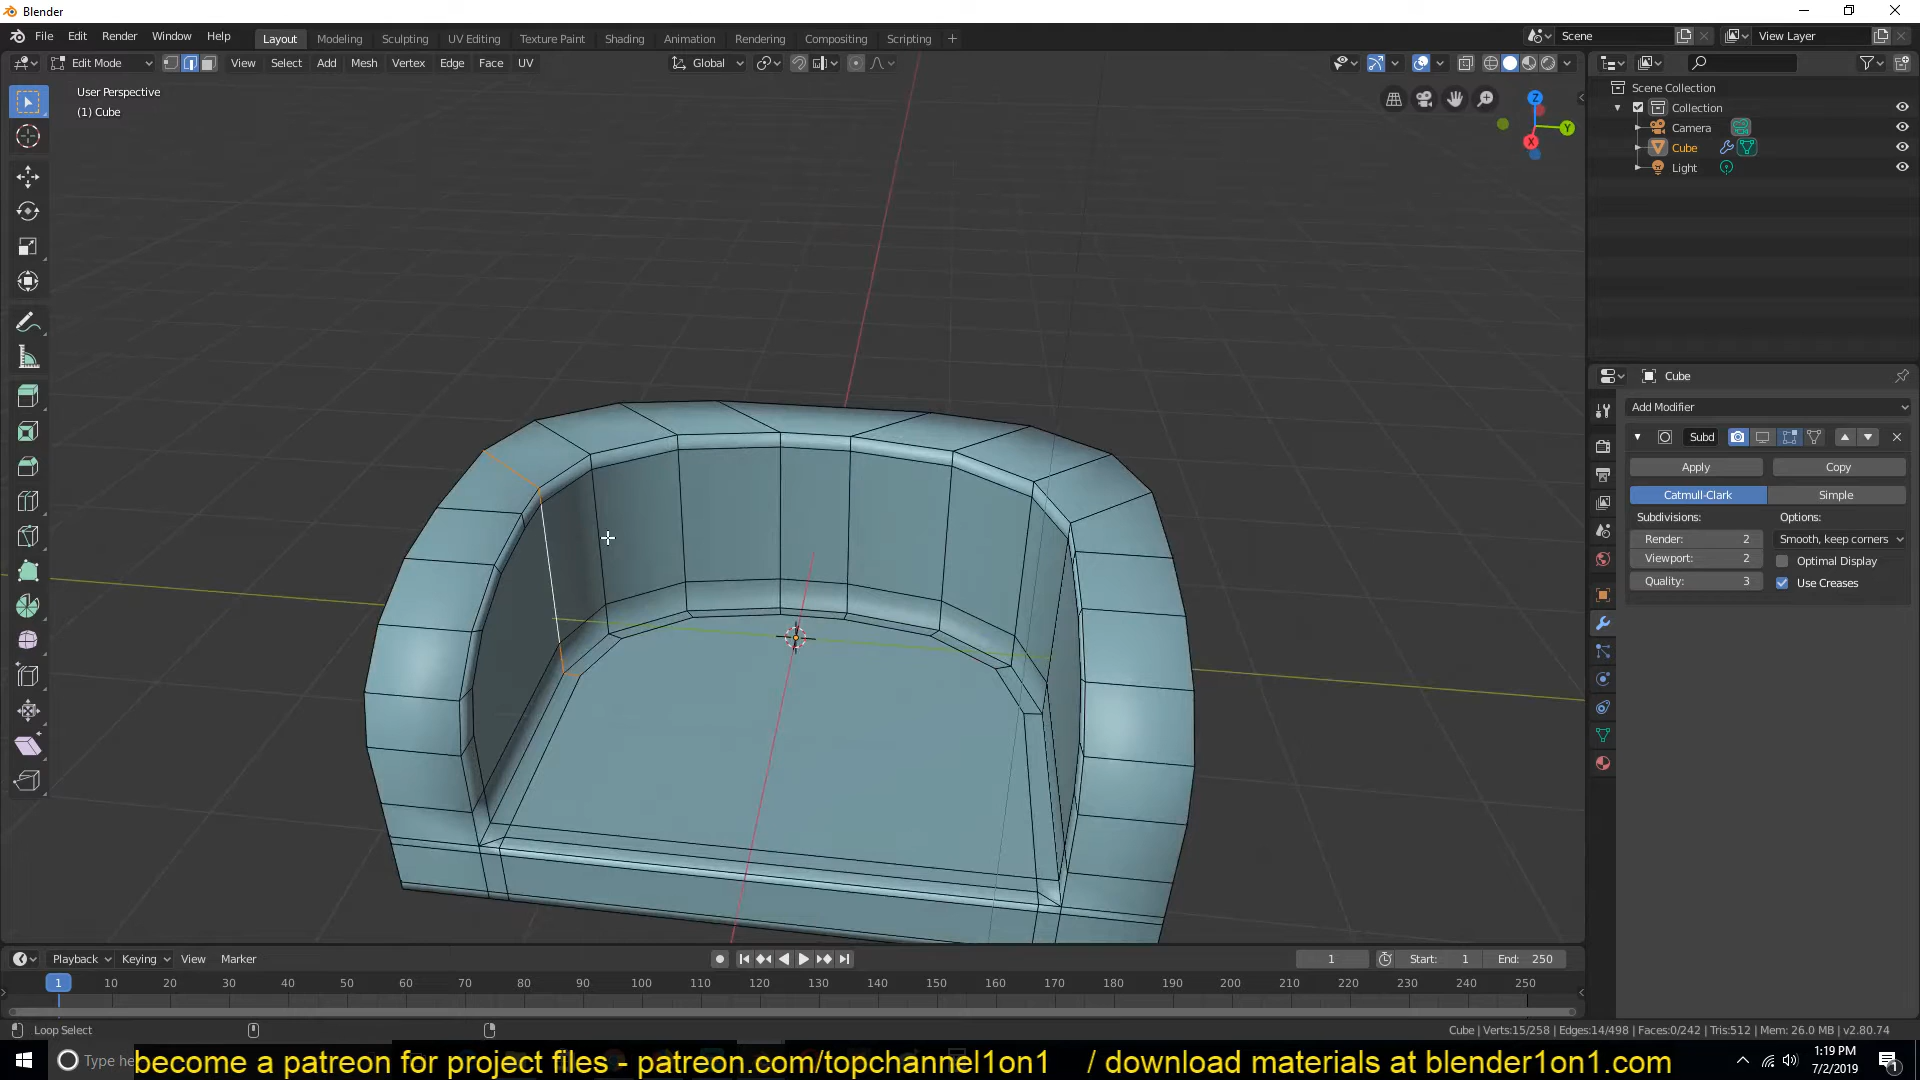 Blender
File Edit Render Window Help Layout Modeling Sculpting UV Editing Texture Paint Shading Animation Rendering Compositing Scripting + Scene View Layer
Edit Mode View Select Add Mesh Vertex Edge Face UV Global
User Perspective
(1) Cube
Z
Y
X
Scene Collection
Collection
Camera
Cube
Light
Cube
Add Modifier
Subd
Apply Copy
Catmull-Clark Simple
Subdivisions: Options:
Render: 2 Smooth, keep corners
Viewport: 2 Optimal Display
Quality: 3 Use Creases
Playback Keying View Marker 1 Start: 1 End: 250
1 10 20 30 40 50 60 70 80 90 100 110 120 130 140 150 160 170 180 190 200 210 220 230 240 250
Loop Select Cube | Verts:15/258 | Edges:14/498 | Faces:0/242 | Tris:512 | Mem: 26.0 MB | v2.80.74
Type he
become a patreon for project files - patreon.com/topchannel1on1 / download materials at blender1on1.com
1:19 PM
7/2/2019
1